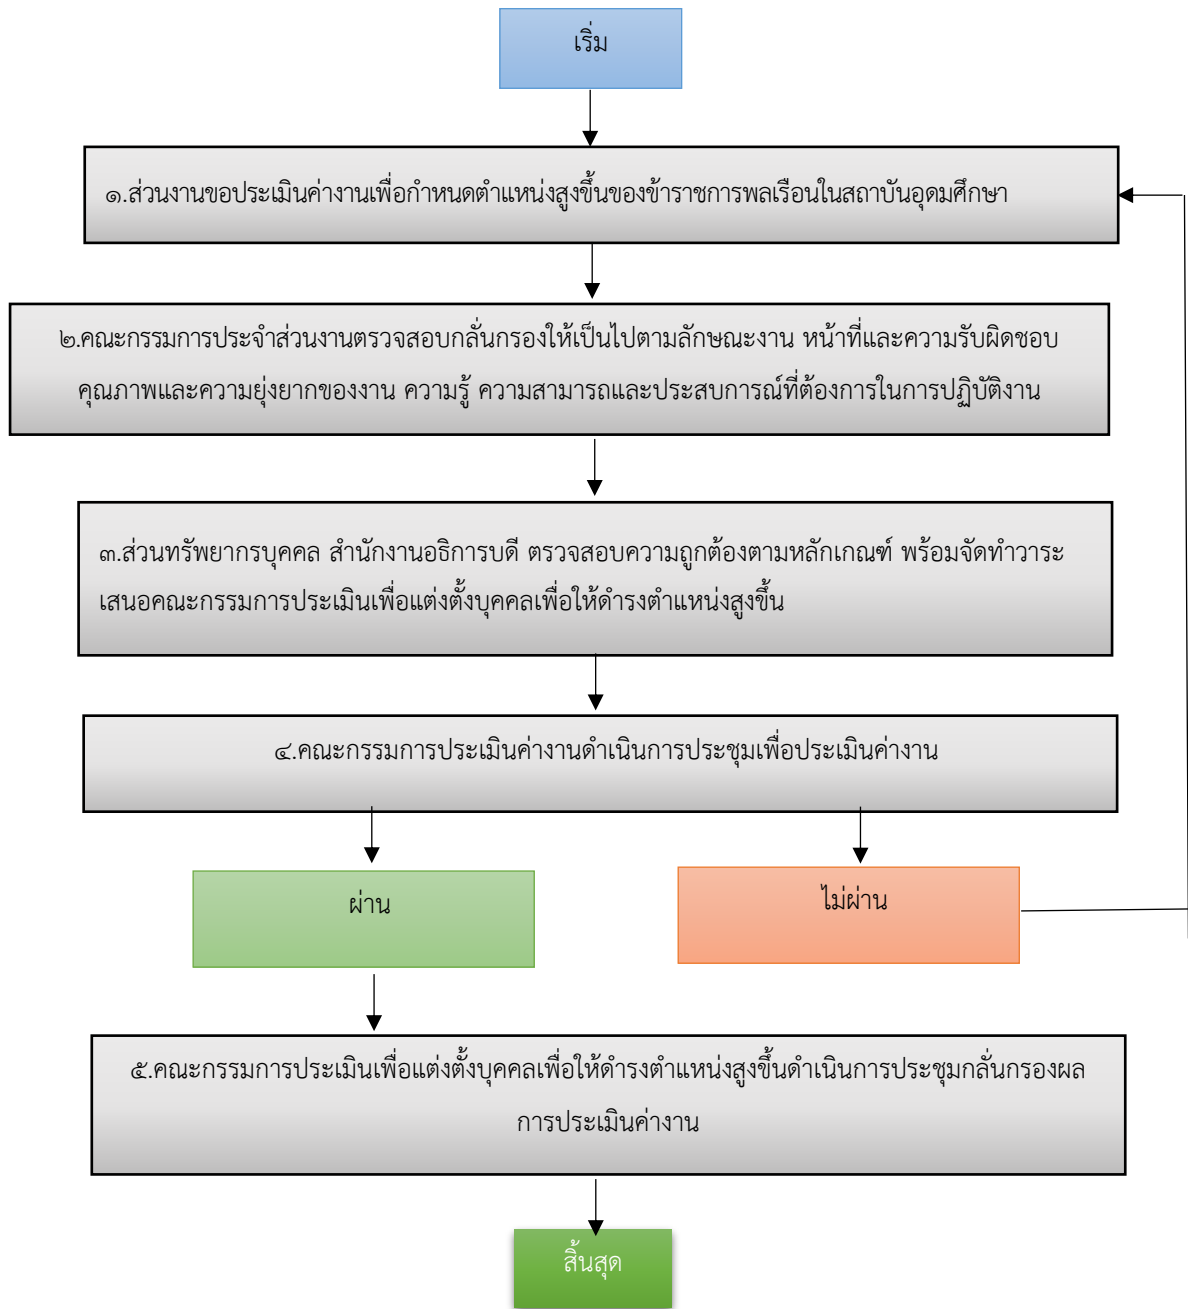 เริ่ม
๑.ส่วนงานขอประเมินค่างานเพื่อกำหนดตำแหน่งสูงขึ้นของข้าราชการพลเรือนในสถาบันอุดมศึกษา
๒.คณะกรรมการประจำส่วนงานตรวจสอบกลั่นกรองให้เป็นไปตามลักษณะงาน หน้าที่และความรับผิดชอบ
คุณภาพและความยุ่งยากของงาน ความรู้ ความสามารถและประสบการณ์ที่ต้องการในการปฏิบัติงาน
๓.ส่วนทรัพยากรบุคคล สำนักงานอธิการบดี ตรวจสอบความถูกต้องตามหลักเกณฑ์ พร้อมจัดทำวาระ
เสนอคณะกรรมการประเมินเพื่อแต่งตั้งบุคคลเพื่อให้ดำรงตำแหน่งสูงขึ้น
๔.คณะกรรมการประเมินค่างานดำเนินการประชุมเพื่อประเมินค่างาน
ผ่าน
ไม่ผ่าน
๕.คณะกรรมการประเมินเพื่อแต่งตั้งบุคคลเพื่อให้ดำรงตำแหน่งสูงขึ้นดำเนินการประชุมกลั่นกรองผล
การประเมินค่างาน
สิ้นสุด